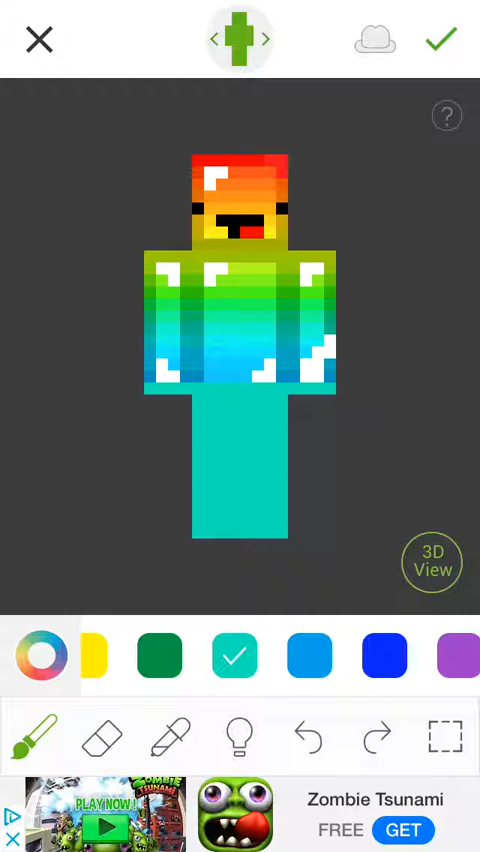 ?
3D
View
PLAY NOW!
ZOMBIE
TSUNAMI
Zombie Tsunami
FREE GET